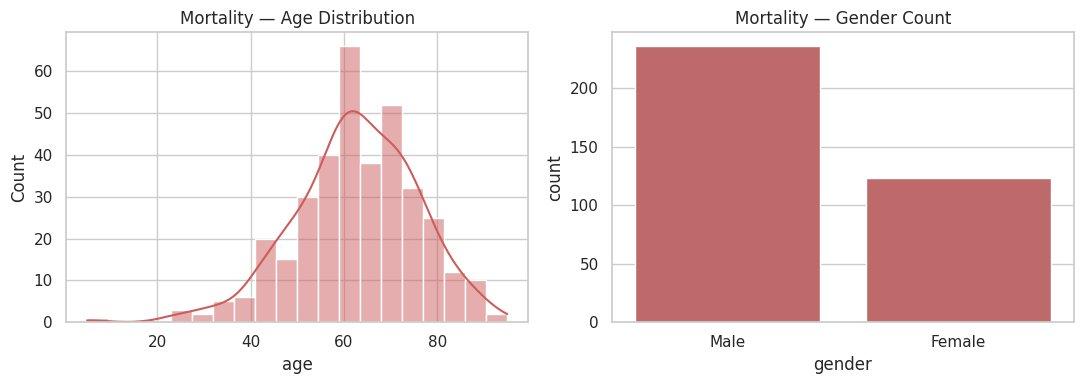 Mortality — Age Distribution
Count
60
50
40
30
20
10
0
20
40
60
80
age
Mortality — Gender Count
count
200
150
100
50
0
Male
Female
gender